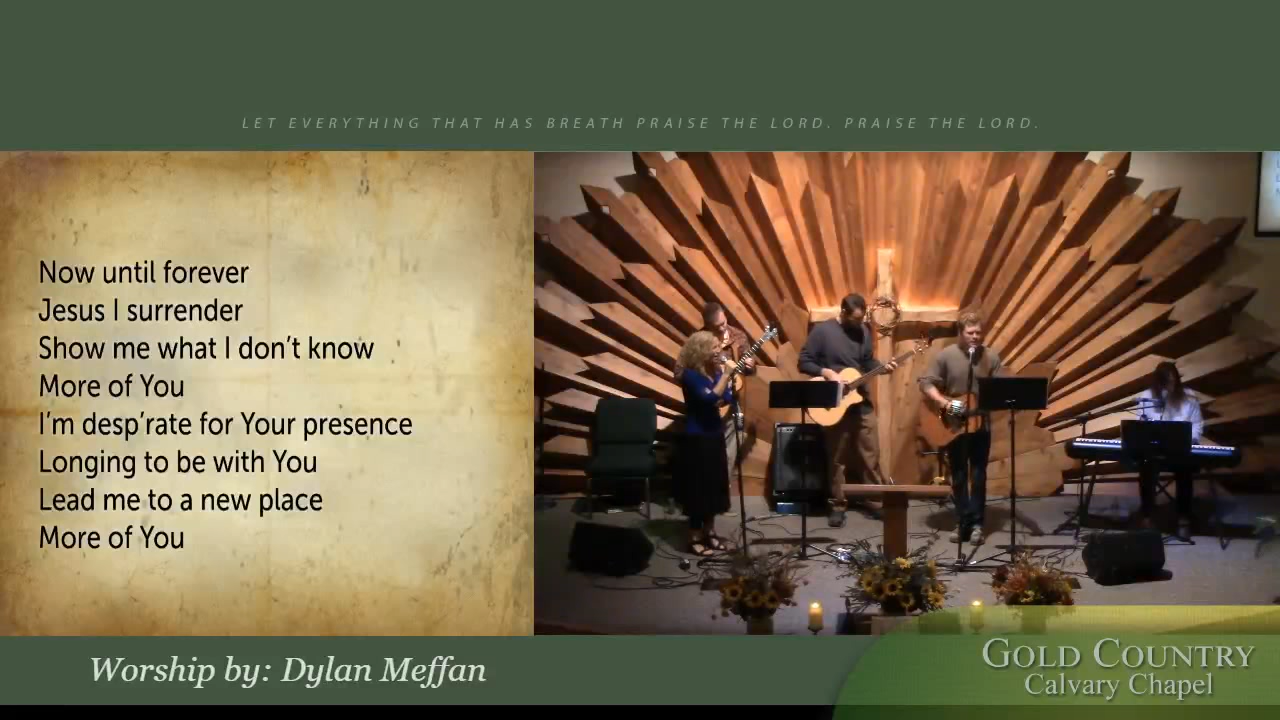 LET EVERYTHING THAT HAS BREATH PRAISE THE LORD. PRAISE THE LORD.
Now until forever
Jesus I surrender
Show me what I don't know
More of You
I'm desp'rate for Your presence
Longing to be with You
Lead me to a new place
More of You
Worship by: Dylan Meffan
GOLD COUNTRY
Calvary Chapel